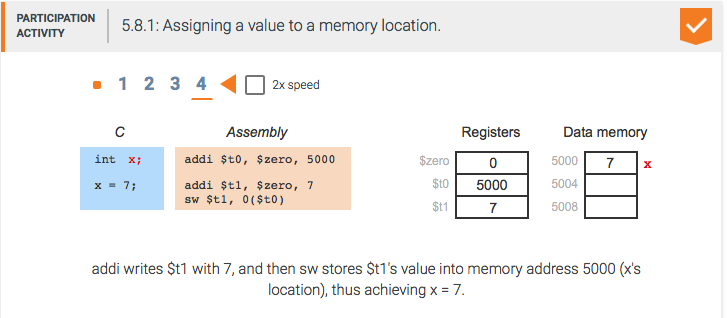 PARTICIPATION
ACTIVITY
5.8.1: Assigning a value to a memory location.
1 2 3 4 2x speed
C
int x;
x = 7;
Assembly
addi $t0, $zero, 5000
addi $t1, $zero, 7
sw $t1, 0($t0)
Registers
$zero 0
$t0 5000
$t1 7
Data memory
5000 7 x
5004
5008
addi writes $t1 with 7, and then sw stores $t1's value into memory address 5000 (x's
location), thus achieving x = 7.